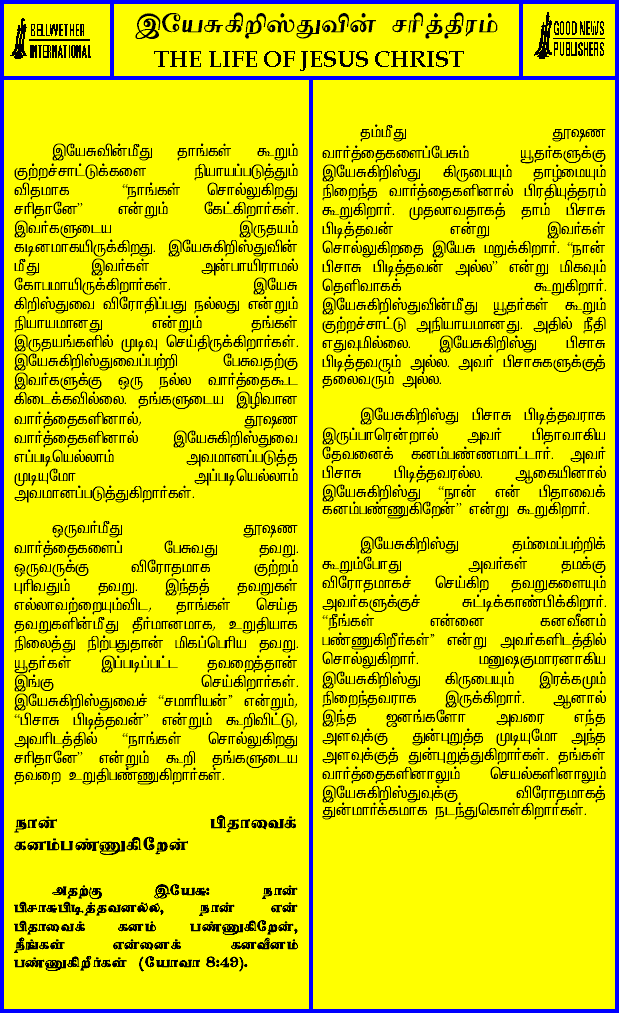 BELLWETHER
INTERNATIONAL
இயேசுகிறிஸ்துவின் சரித்திரம்
THE LIFE OF JESUS CHRIST
GOOD NEWS
PUBLISHERS
இயேசுவின்மீது தாங்கள் கூறும்
குற்றச்சாட்டுக்களை நியாயப்படுத்தும்
விதமாக “நாங்கள் சொல்லுகிறது
சரிதானே” என்றும் கேட்கிறார்கள்.
இவர்களுடைய இருதயம்
கடினமாகயிருக்கிறது. இயேசுகிறிஸ்துவின்
மீது இவர்கள் அன்பாயிராமல்
கோபமாயிருக்கிறார்கள். இயேசு
கிறிஸ்துவை விரோதிப்பது நல்லது என்றும்
நியாயமானது என்றும் தங்கள்
இருதயங்களில் முடிவு செய்திருக்கிறார்கள்.
இயேசுகிறிஸ்துவைப்பற்றி பேசுவதற்கு
இவர்களுக்கு ஒரு நல்ல வார்த்தைகூட
கிடைக்கவில்லை. தங்களுடைய இழிவான
வார்த்தைகளினால், தூஷண
வார்த்தைகளினால் இயேசுகிறிஸ்துவை
எப்படியெல்லாம் அவமானப்படுத்த
முடியுமோ அப்படியெல்லாம்
அவமானப்படுத்துகிறார்கள்.
ஒருவர்மீது தூஷண
வார்த்தைகளைப் பேசுவது தவறு.
ஒருவருக்கு விரோதமாக குற்றம்
புரிவதும் தவறு. இந்தத் தவறுகள்
எல்லாவற்றையும்விட, தாங்கள் செய்த
தவறுகளின்மீது தீர்மானமாக, உறுதியாக
நிலைத்து நிற்பதுதான் மிகப்பெரிய தவறு.
யூதர்கள் இப்படிப்பட்ட தவறைத்தான்
இங்கு செய்கிறார்கள்.
இயேசுகிறிஸ்துவைச் “சமாரியன்” என்றும்,
“பிசாசு பிடித்தவன்” என்றும் கூறிவிட்டு,
அவரிடத்தில் “நாங்கள் சொல்லுகிறது
சரிதானே” என்றும் கூறி தங்களுடைய
தவறை உறுதிபண்ணுகிறார்கள்.
நான் பிதாவைக்
கனம்பண்ணுகிறேன்
அதற்கு இயேசு: நான்
பிசாசுபிடித்தவனல்ல, நான் என்
பிதாவைக் கனம் பண்ணுகிறேன்,
நீங்கள் என்னைக் கனவீனம்
பண்ணுகிறீர்கள் (யோவா 8:49).
தம்மீது தூஷண
வார்த்தைகளைப்பேசும் யூதர்களுக்கு
இயேசுகிறிஸ்து கிருபையும் தாழ்மையும்
நிறைந்த வார்த்தைகளினால் பிரதியுத்தரம்
கூறுகிறார். முதலாவதாகத் தாம் பிசாசு
பிடித்தவன் என்று இவர்கள்
சொல்லுகிறதை இயேசு மறுக்கிறார். “நான்
பிசாசு பிடித்தவன் அல்ல” என்று மிகவும்
தெளிவாகக் கூறுகிறார்.
இயேசுகிறிஸ்துவின்மீது யூதர்கள் கூறும்
குற்றச்சாட்டு அநியாயமானது. அதில் நீதி
எதுவுமில்லை. இயேசுகிறிஸ்து பிசாசு
பிடித்தவரும் அல்ல. அவர் பிசாசுகளுக்குத்
தலைவரும் அல்ல.
இயேசுகிறிஸ்து பிசாசு பிடித்தவராக
இருப்பாரென்றால் அவர் பிதாவாகிய
தேவனைக் கனம்பண்ணமாட்டார். அவர்
பிசாசு பிடித்தவரல்ல. ஆகையினால்
இயேசுகிறிஸ்து “நான் என் பிதாவைக்
கனம்பண்ணுகிறேன்” என்று கூறுகிறார்.
இயேசுகிறிஸ்து தம்மைப்பற்றிக்
கூறும்போது அவர்கள் தமக்கு
விரோதமாகச் செய்கிற தவறுகளையும்
அவர்களுக்குச் சுட்டிக்காண்பிக்கிறார்.
“நீங்கள் என்னை கனவீனம்
பண்ணுகிறீர்கள்” என்று அவர்களிடத்தில்
சொல்லுகிறார். மனுஷகுமாரனாகிய
இயேசுகிறிஸ்து கிருபையும் இரக்கமும்
நிறைந்தவராக இருக்கிறார். ஆனால்
இந்த ஜனங்களோ அவரை எந்த
அளவுக்கு துன்புறுத்த முடியுமோ அந்த
அளவுக்குத் துன்புறுத்துகிறார்கள். தங்கள்
வார்த்தைகளினாலும் செயல்களினாலும்
இயேசுகிறிஸ்துவுக்கு விரோதமாகத்
துன்மார்க்கமாக நடந்துகொள்கிறார்கள்.